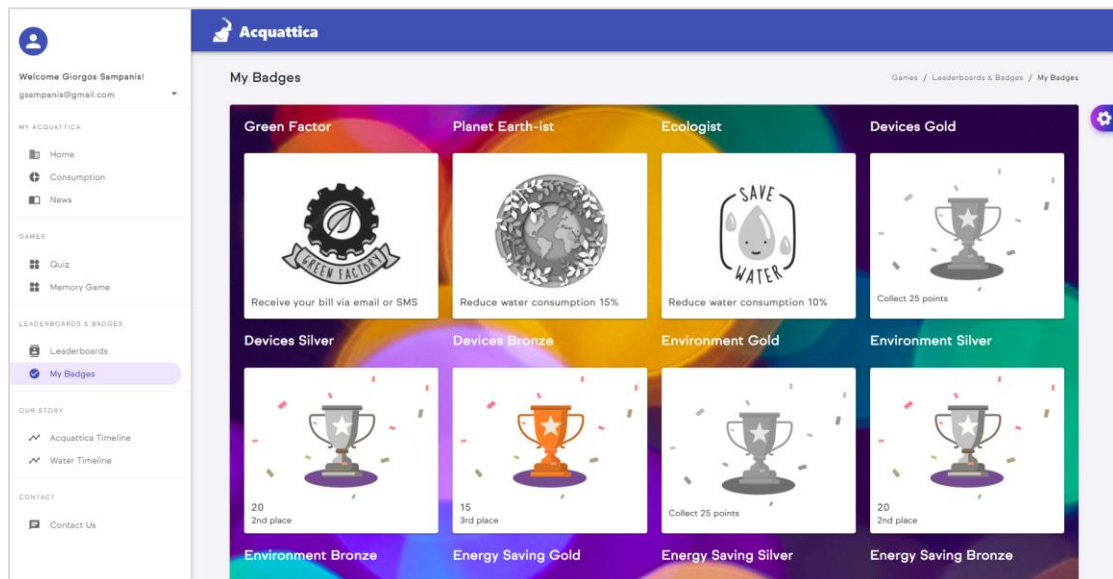 Acquattica
Welcome Giorgos Sampanis!
gsampanis@gmail.com
MY ACQUATTICA
Home
Consumption
News
GAMES
Quiz
Memory Game
LEADERBOARDS & BADGES
Leaderboards
My Badges
OUR STORY
Acquattica Timeline
Water Timeline
CONTACT
Contact Us
My Badges
Games / Leaderboards & Badges / My Badges
Green Factor
Planet Earth-ist
Ecologist
Devices Gold
GREEN FACTORY
SAVE
WATER
Receive your bill via email or SMS
Reduce water consumption 15%
Reduce water consumption 10%
Collect 25 points
Devices Silver
Devices Bronze
Environment Gold
Environment Silver
20
2nd place
15
3rd place
Collect 25 points
20
2nd place
Environment Bronze
Energy Saving Gold
Energy Saving Silver
Energy Saving Bronze